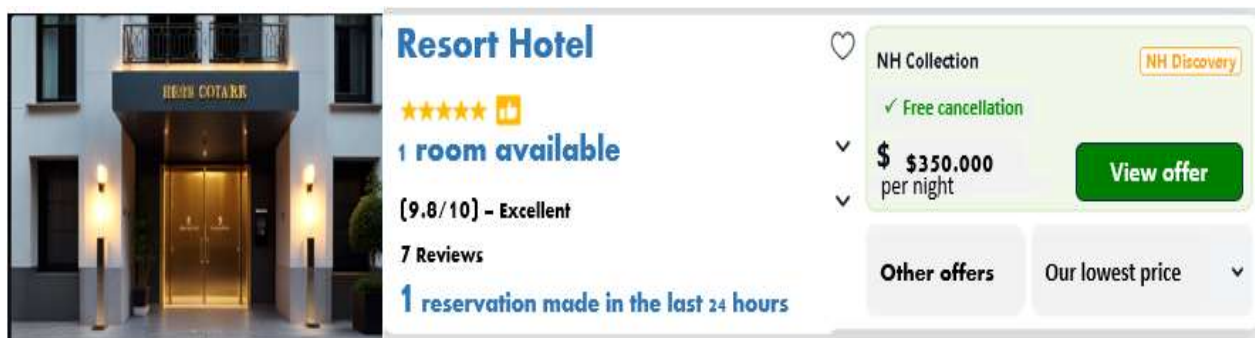 COTARK
Resort Hotel
1 room available
(9.8/10) – Excellent
7 Reviews
1 reservation made in the last 24 hours
NH Collection
NH Discovery
✓ Free cancellation
$ $350.000
per night
View offer
Other offers
Our lowest price